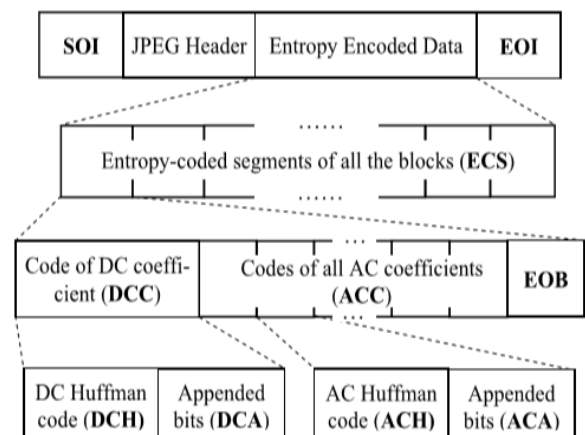 SOI JPEG Header Entropy Encoded Data EOI
......
Entropy-coded segments of all the blocks (ECS)
......
...
Code of DC coeffi-
cient (DCC)
Codes of all AC coefficients
(ACC)
EOB
...
DC Huffman
code (DCH)
Appended
bits (DCA)
AC Huffman
code (ACH)
Appended
bits (ACA)